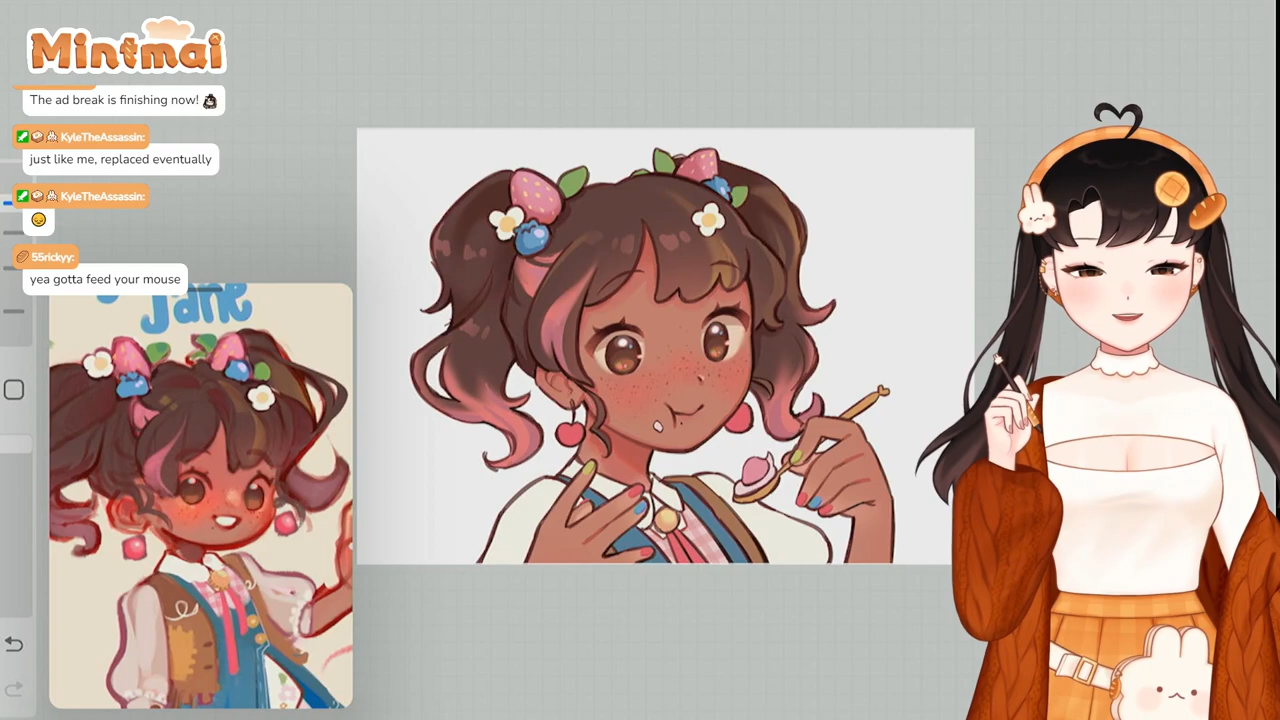 Mintmai
The ad break is finishing now!
KyleTheAssassin:
just like me, replaced eventually
KyleTheAssassin:
55rickyy:
yea gotta feed your mouse
Jane